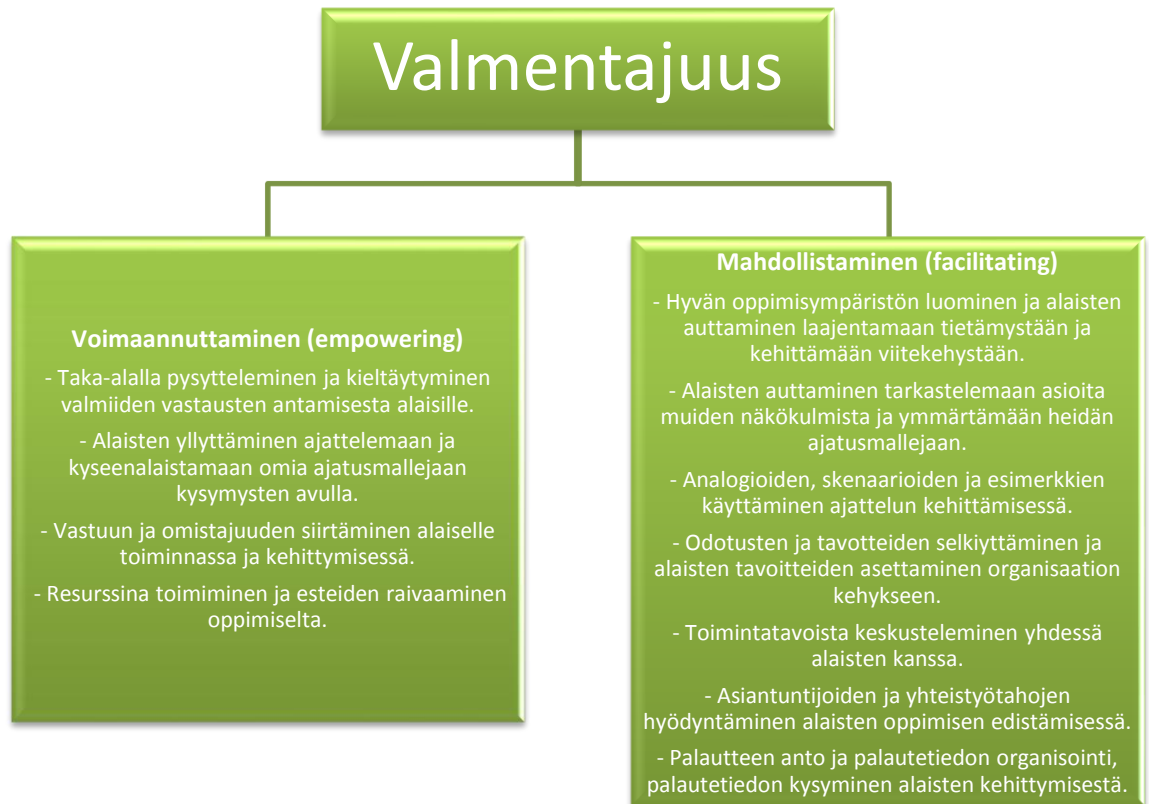 Valmentajuus
Voimaannuttaminen (empowering)
- Taka-alalla pysytteleminen ja kieltäytyminen
valmiiden vastausten antamisesta alaisille.
- Alaisten yllyttäminen ajattelemaan ja
kyseenalaistamaan omia ajatusmallejaan
kysymysten avulla.
- Vastuun ja omistajuuden siirtäminen alaiselle
toiminnassa ja kehittymisessä.
- Resurssina toimiminen ja esteiden raivaaminen
oppimiselta.
Mahdollistaminen (facilitating)
- Hyvän oppimisympäristön luominen ja alaisten
auttaminen laajentamaan tietämystään ja
kehittämään viitekehystään.
- Alaisten auttaminen tarkastelemaan asioita
muiden näkökulmista ja ymmärtämään heidän
ajatusmallejaan.
- Analogioiden, skenaarioiden ja esimerkkien
käyttäminen ajattelun kehittämisessä.
- Odotusten ja tavotteiden selkiyttäminen ja
alaisten tavoitteiden asettaminen organisaation
kehykseen.
- Toimintatavoista keskusteleminen yhdessä
alaisten kanssa.
- Asiantuntijoiden ja yhteistyötahojen
hyödyntäminen alaisten oppimisen edistämisessä.
- Palautteen anto ja palautetiedon organisointi,
palautetiedon kysyminen alaisten kehittymisestä.